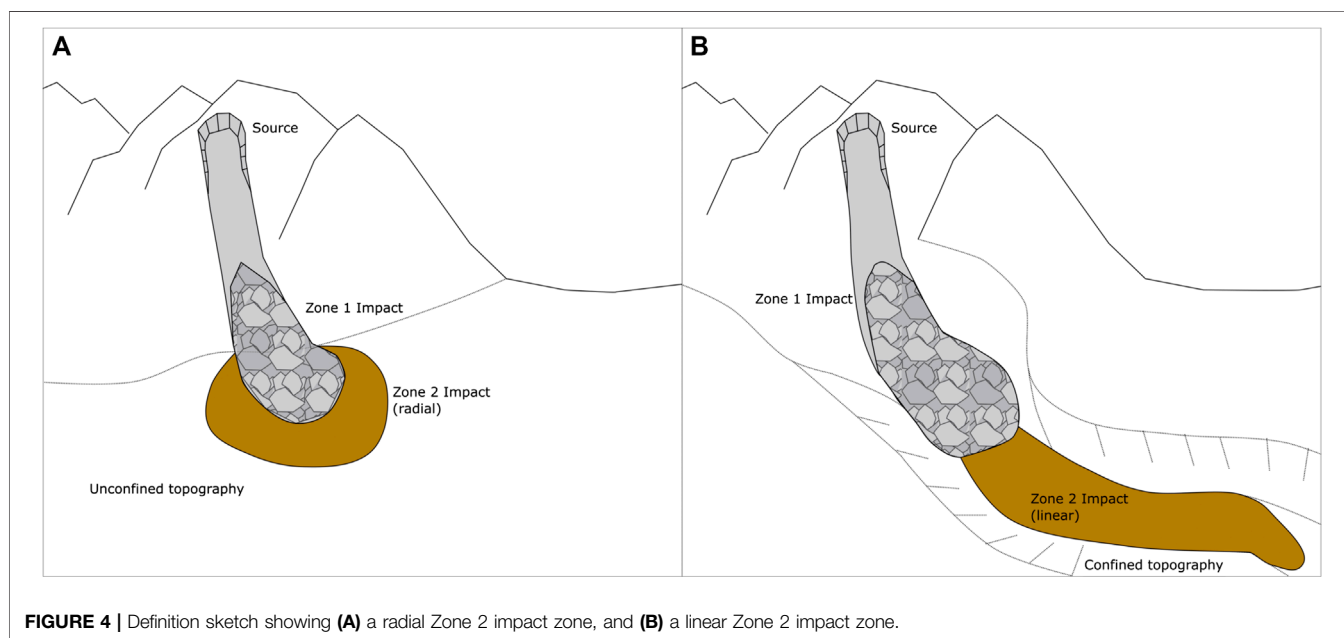 A
Source
Zone 1 Impact
Zone 2 Impact
(radial)
Unconfined topography
B
Source
Zone 1 Impact
Zone 2 Impact
(linear)
Confined topography
FIGURE 4 | Definition sketch showing (A) a radial Zone 2 impact zone, and (B) a linear Zone 2 impact zone.